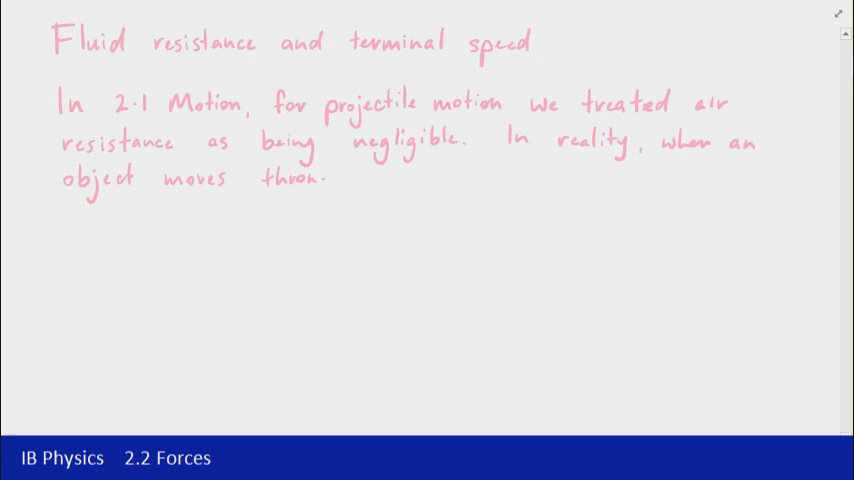 Fluid resistance and terminal speed
In 2.1 Motion, for projectile motion we treated air
resistance as being negligible. In reality, when an
object moves throu
IB Physics 2.2 Forces